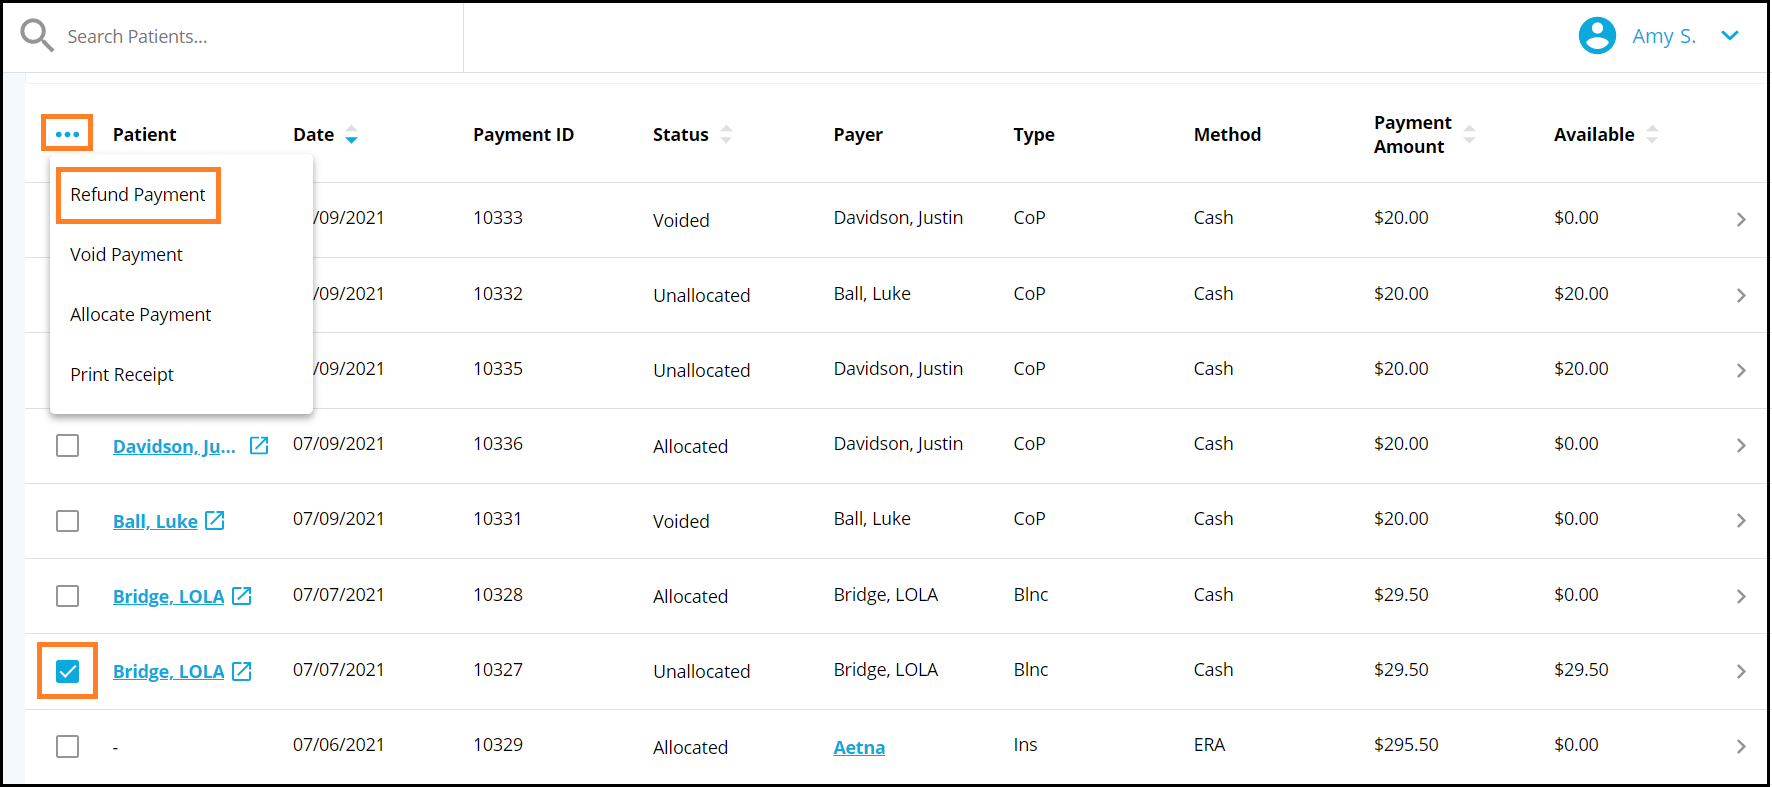 Search Patients...
Amy S.
Patient Date Payment ID Status Payer Type Method Payment Amount Available
Refund Payment
Void Payment
Allocate Payment
Print Receipt
/09/2021 10333 Voided Davidson, Justin CoP Cash $20.00 $0.00
/09/2021 10332 Unallocated Ball, Luke CoP Cash $20.00 $20.00
/09/2021 10335 Unallocated Davidson, Justin CoP Cash $20.00 $20.00
Davidson, Ju... 07/09/2021 10336 Allocated Davidson, Justin CoP Cash $20.00 $0.00
Ball, Luke 07/09/2021 10331 Voided Ball, Luke CoP Cash $20.00 $0.00
Bridge, LOLA 07/07/2021 10328 Allocated Bridge, LOLA Blnc Cash $29.50 $0.00
Bridge, LOLA 07/07/2021 10327 Unallocated Bridge, LOLA Blnc Cash $29.50 $29.50
- 07/06/2021 10329 Allocated Aetna Ins ERA $295.50 $0.00